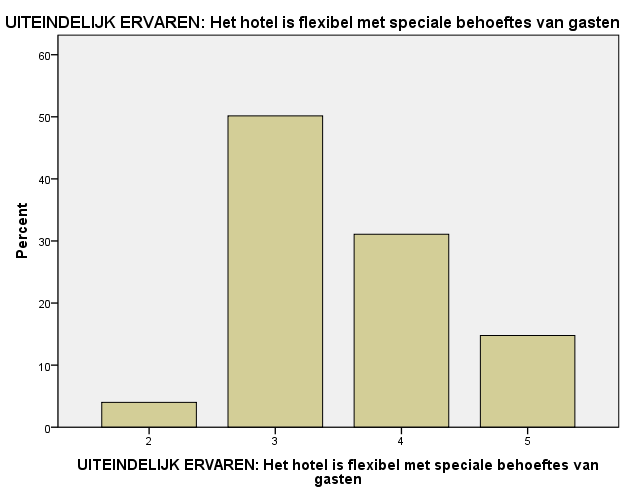 UITEINDELIJK ERVAREN: Het hotel is flexibel met speciale behoeftes van gasten
60
50
40
30
20
10
0
Percent
2 3 4 5
UITEINDELIJK ERVAREN: Het hotel is flexibel met speciale behoeftes van
gasten